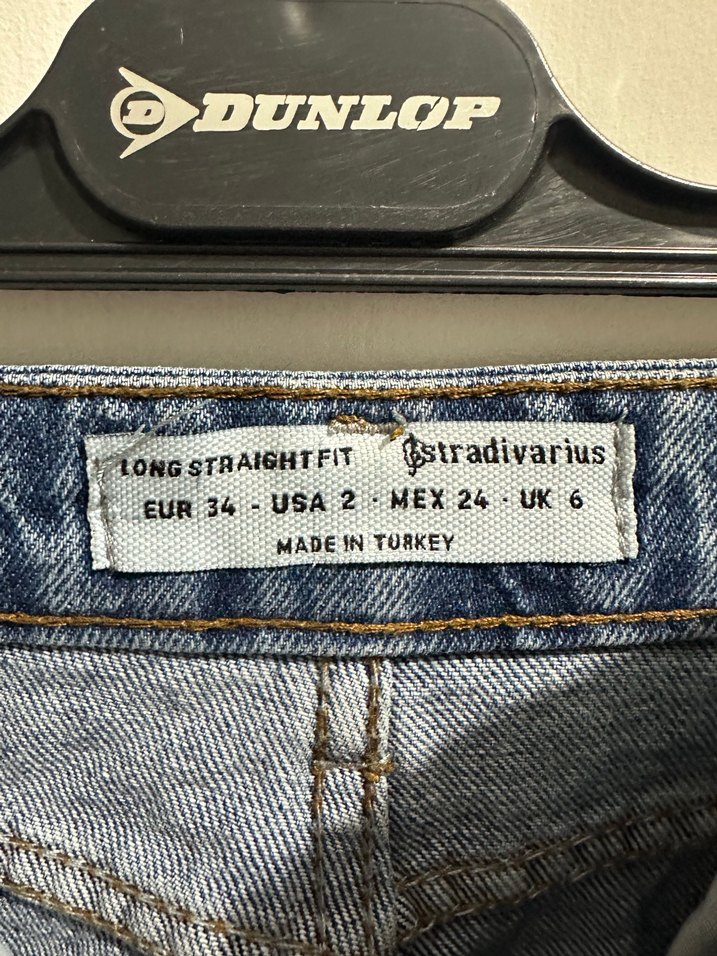 D DUNLOP
LONG STRAIGHT FIT stradivarius
EUR 34 - USA 2 · MEX 24 · UK 6
MADE IN TURKEY